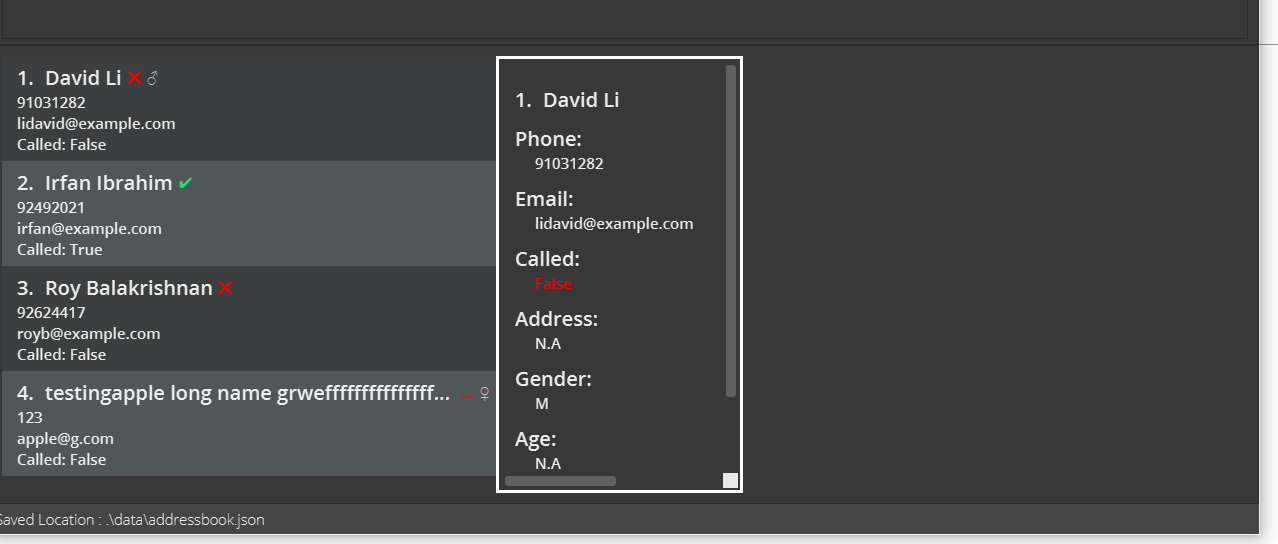 1. David Li ❌ ♂
91031282
lidavid@example.com
Called: False
2. Irfan Ibrahim ✔
92492021
irfan@example.com
Called: True
3. Roy Balakrishnan ❌
92624417
royb@example.com
Called: False
4. testingapple long name grwefffffffffffffff... ... ♀
123
apple@g.com
Called: False
1. David Li
Phone:
91031282
Email:
lidavid@example.com
Called:
False
Address:
N.A
Gender:
M
Age:
N.A
Saved Location : .\data\addressbook.json